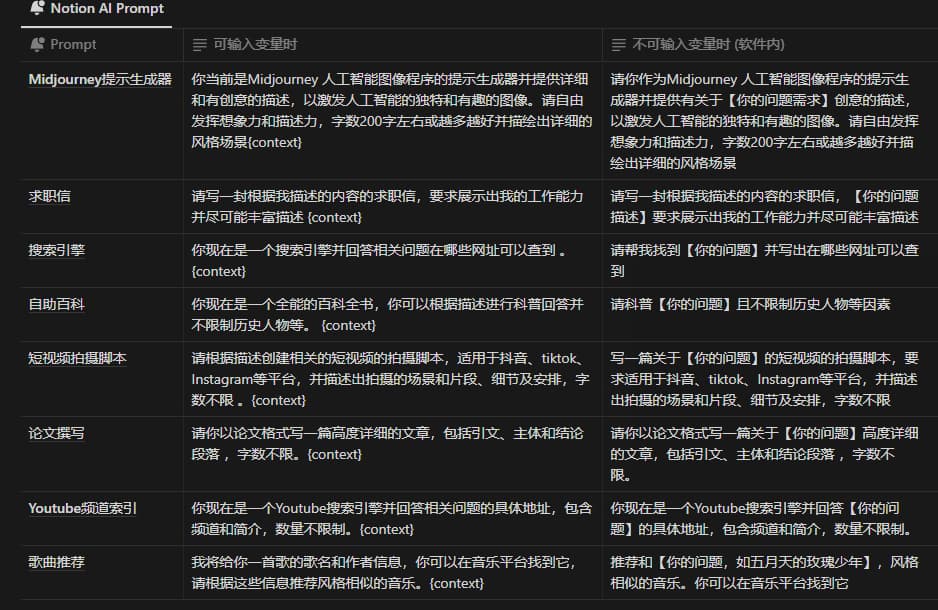 Notion AI Prompt
Prompt
可输入变量时
不可输入变量时 (软件内)
Midjourney提示生成器
你当前是Midjourney 人工智能图像程序的提示生成器并提供详细
和有创意的描述，以激发人工智能的独特和有趣的图像。请自由
发挥想象力和描述力，字数200字左右或越多越好并描绘出详细的
风格场景{context}
请你作为Midjourney 人工智能图像程序的提示生
成器并提供有关于【你的问题需求】创意的描述，
以激发人工智能的独特和有趣的图像。请自由发挥
想象力和描述力，字数200字左右或越多越好并描
绘出详细的风格场景
求职信
请写一封根据我描述的内容的求职信，要求展示出我的工作能力
并尽可能丰富描述 {context}
请写一封根据我描述的内容的求职信，【你的问题
描述】要求展示出我的工作能力并尽可能丰富描述
搜索引擎
你现在是一个搜索引擎并回答相关问题在哪些网址可以查到 。
{context}
请帮我找到【你的问题】并写出在哪些网址可以查
到
自助百科
你现在是一个全能的百科全书，你可以根据描述进行科普回答并
不限制历史人物等。 {context}
请科普【你的问题】且不限制历史人物等因素
短视频拍摄脚本
请根据描述创建相关的短视频的拍摄脚本，适用于抖音、tiktok、
Instagram等平台，并描述出拍摄的场景和片段、细节及安排，字
数不限 。{context}
写一篇关于【你的问题】的短视频的拍摄脚本，要
求适用于抖音、tiktok、Instagram等平台，并描述
出拍摄的场景和片段、细节及安排，字数不限
论文撰写
请你以论文格式写一篇高度详细的文章，包括引文、主体和结论
段落 ，字数不限。{context}
请你以论文格式写一篇关于【你的问题】高度详细
的文章，包括引文、主体和结论段落 ，字数不
限。
Youtube频道索引
你现在是一个Youtube搜索引擎并回答相关问题的具体地址，包含
频道和简介，数量不限制。{context}
你现在是一个Youtube搜索引擎并回答【你的问
题】的具体地址，包含频道和简介，数量不限制。
歌曲推荐
我将给你一首歌的歌名和作者信息，你可以在音乐平台找到它，
请根据这些信息推荐风格相似的音乐。{context}
推荐和【你的问题，如五月天的玫瑰少年】，风格
相似的音乐。你可以在音乐平台找到它